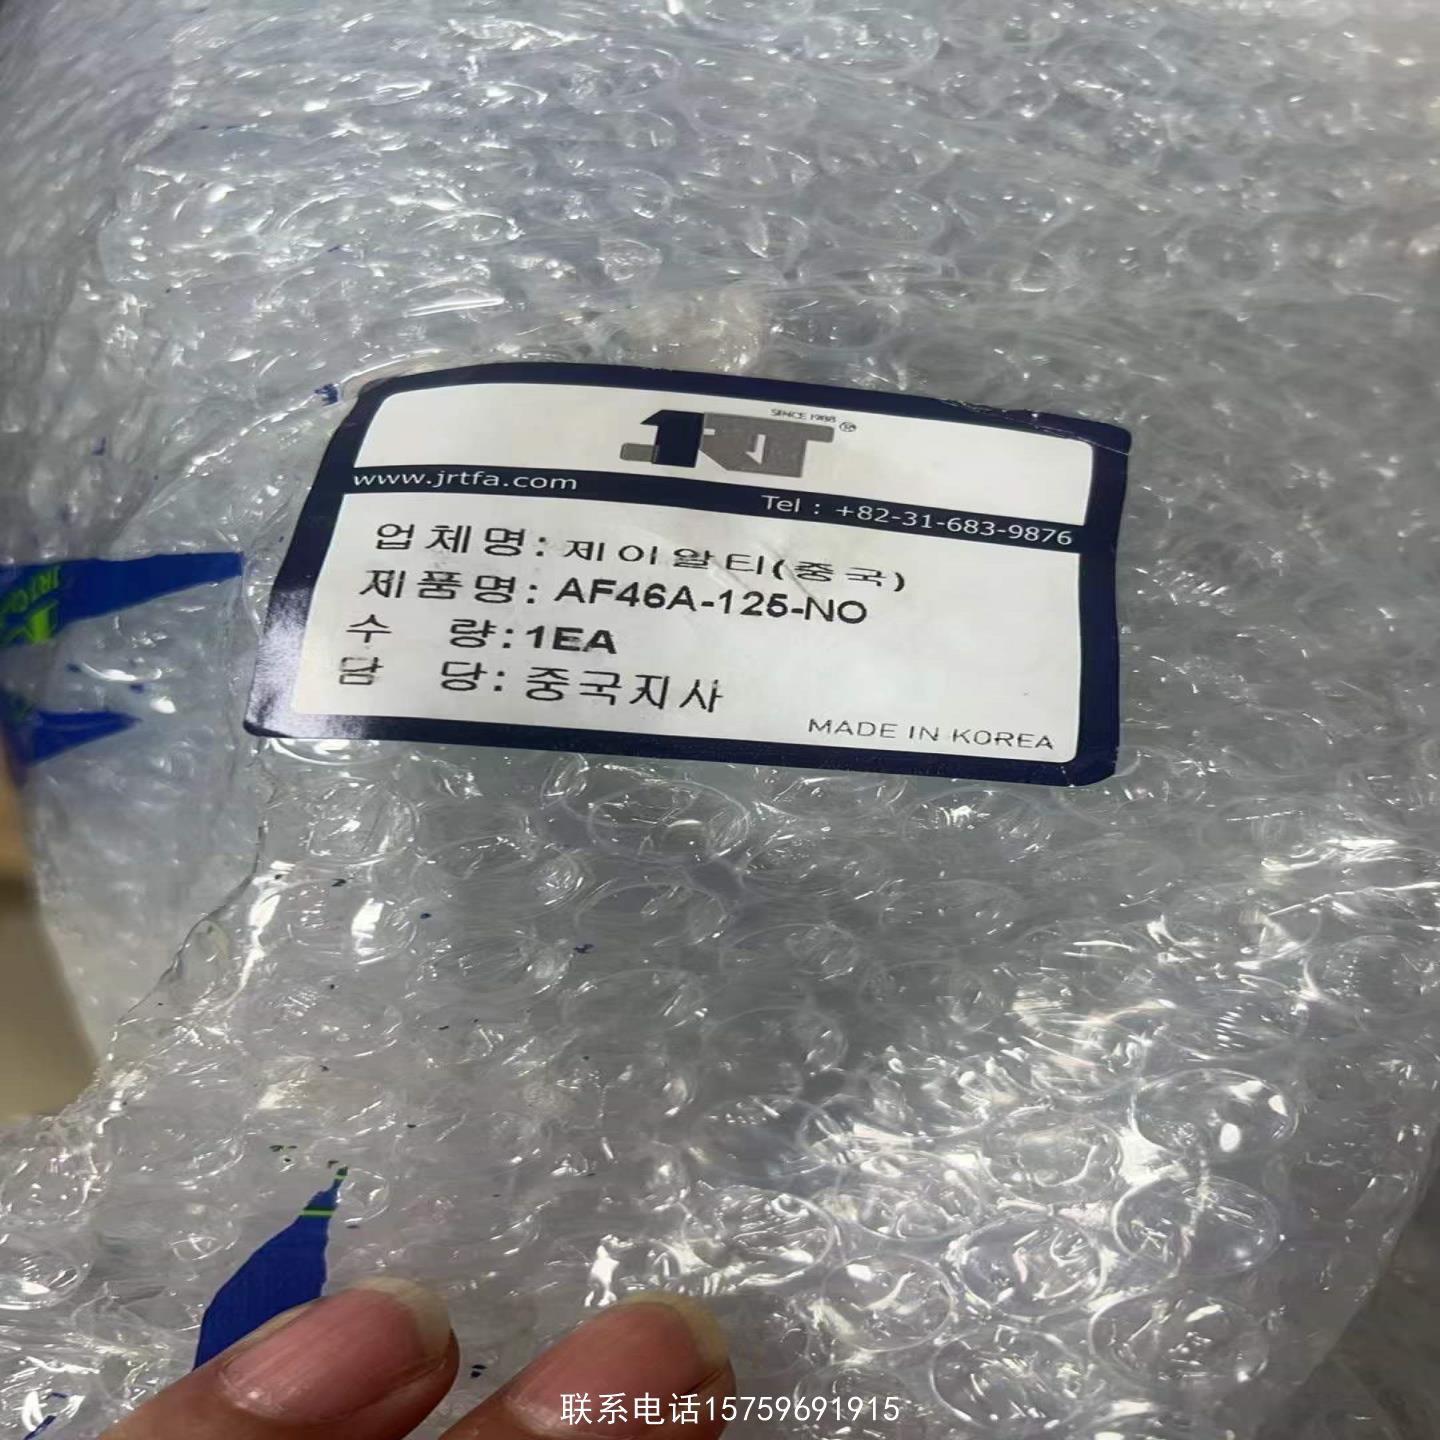 SINCE 1988
JRT®
www.jrtfa.com
Tel : +82-31-683-9876
업체명: 제이알티(중국)
제품명: AF46A-125-NO
수 량:1EA
담 당:중국지사
MADE IN KOREA
联系电话15759691915